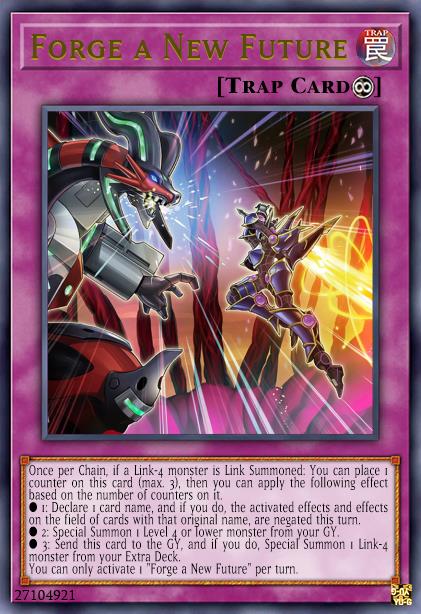 Forge a New Future
TRAP
罠
[Trap Card]
Once per Chain, if a Link-4 monster is Link Summoned: You can place 1
counter on this card (max. 3), then you can apply the following effect
based on the number of counters on it.
● 1: Declare 1 card name, and if you do, the activated effects and effects
on the field of cards with that original name, are negated this turn.
● 2: Special Summon 1 Level 4 or lower monster from your GY.
● 3: Send this card to the GY, and if you do, Special Summon 1 Link-4
monster from your Extra Deck.
You can only activate 1 "Forge a New Future" per turn.
27104921